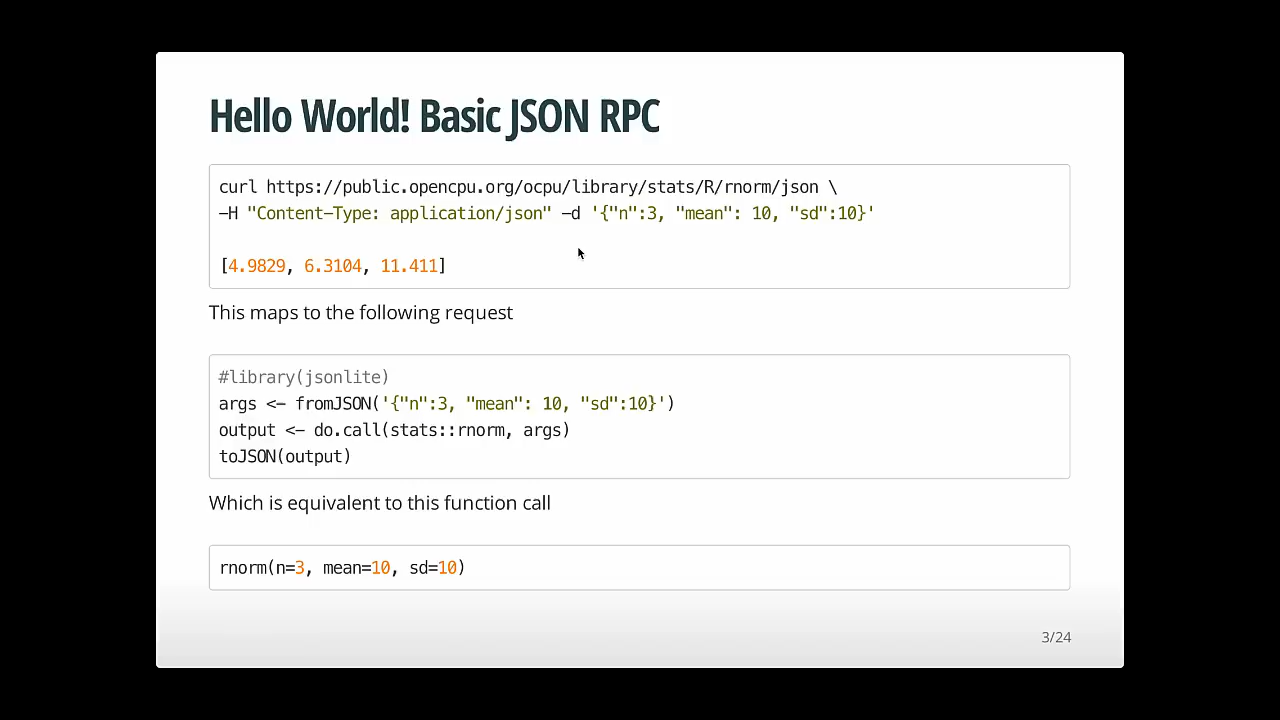 Hello World! Basic JSON RPC
curl https://public.opencpu.org/ocpu/library/stats/R/rnorm/json \
-H "Content-Type: application/json" -d '{"n":3, "mean": 10, "sd":10}'
[4.9829, 6.3104, 11.411]
This maps to the following request
#library(jsonlite)
args <- fromJSON('{"n":3, "mean": 10, "sd":10}')
output <- do.call(stats::rnorm, args)
toJSON(output)
Which is equivalent to this function call
rnorm(n=3, mean=10, sd=10)
3/24